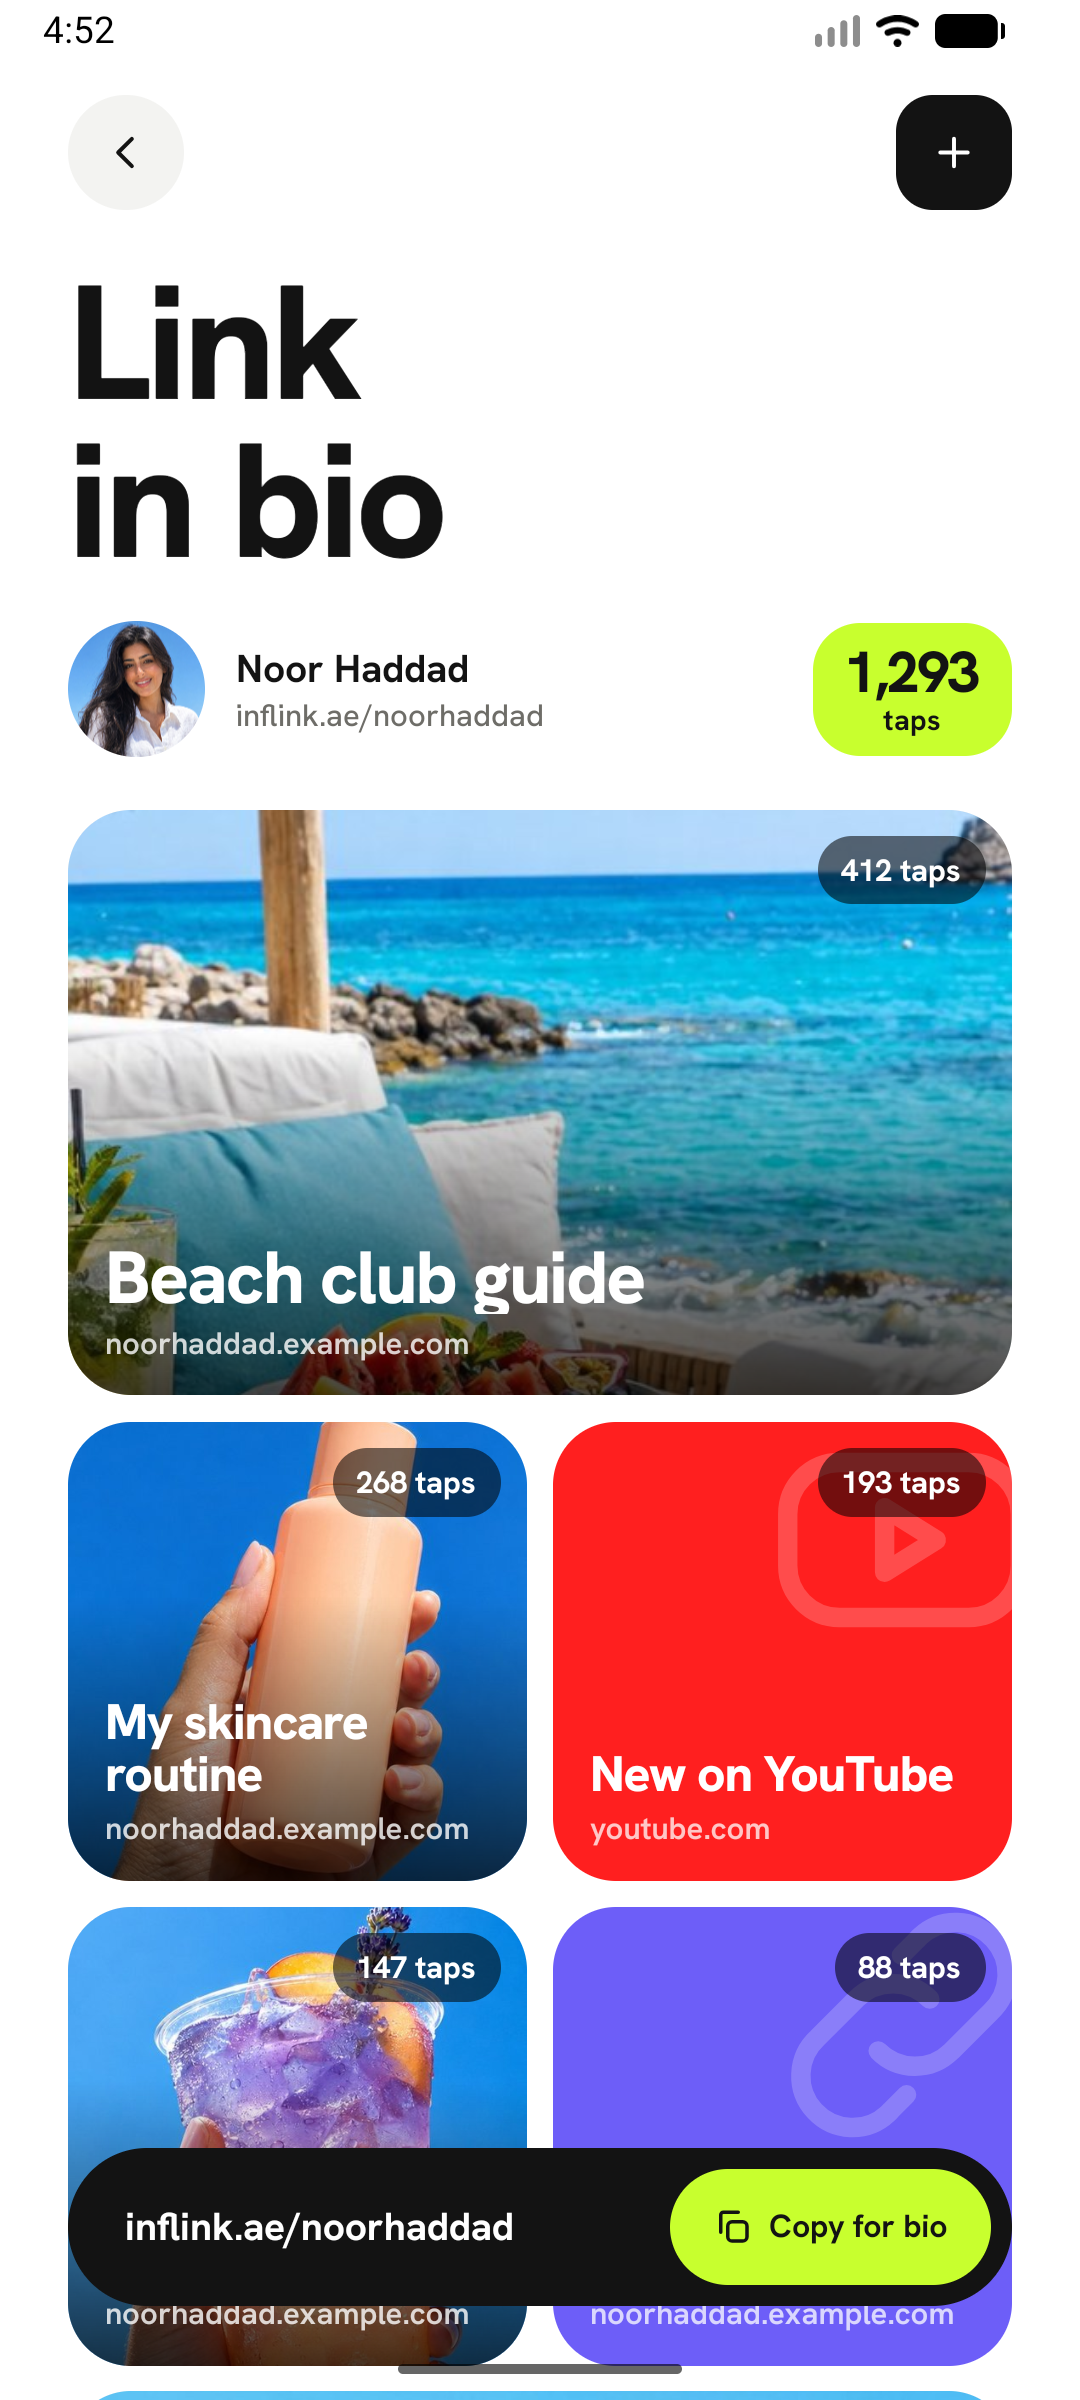 4:52
Link
in bio
Noor Haddad
inflink.ae/noorhaddad
1,293
taps
412 taps
Beach club guide
noorhaddad.example.com
268 taps
My skincare
routine
noorhaddad.example.com
193 taps
New on YouTube
youtube.com
147 taps
88 taps
inflink.ae/noorhaddad
Copy for bio
noorhaddad.example.com
noorhaddad.example.com